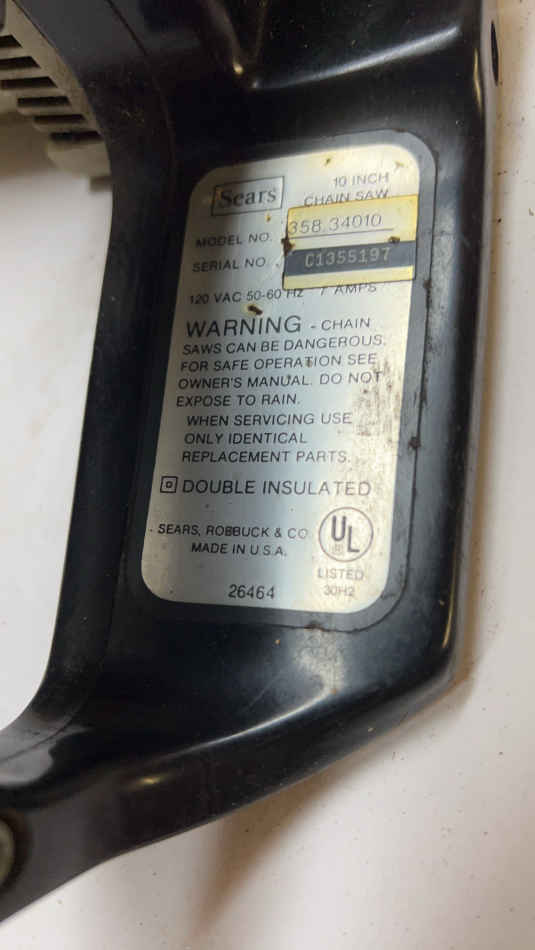 Sears
10 INCH
CHAIN SAW
MODEL NO. 358.34010
SERIAL NO. C1355197
120 VAC 50-60 Hz 7 AMPS
WARNING - CHAIN
SAWS CAN BE DANGEROUS.
FOR SAFE OPERATION SEE
OWNER'S MANUAL. DO NOT
EXPOSE TO RAIN.
WHEN SERVICING USE
ONLY IDENTICAL
REPLACEMENT PARTS.
DOUBLE INSULATED
SEARS, ROEBUCK & CO
MADE IN U.S.A.
UL
LISTED
30H2
26464